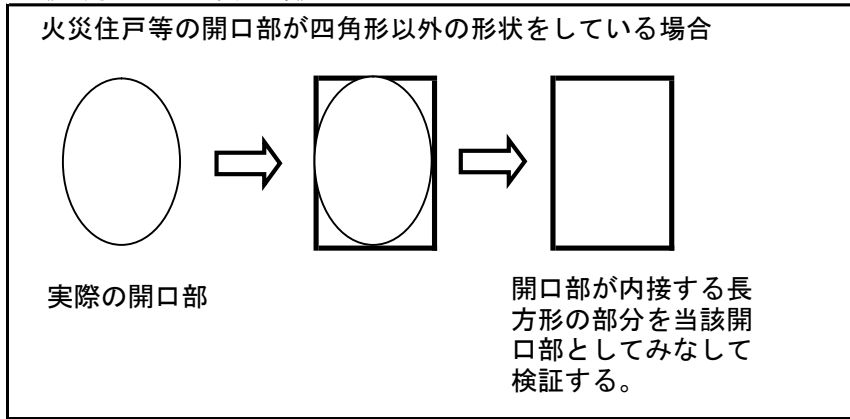 火災住戸等の開口部が四角形以外の形状をしている場合
実際の開口部
開口部が内接する長
方形の部分を当該開
口部としてみなして
検証する。